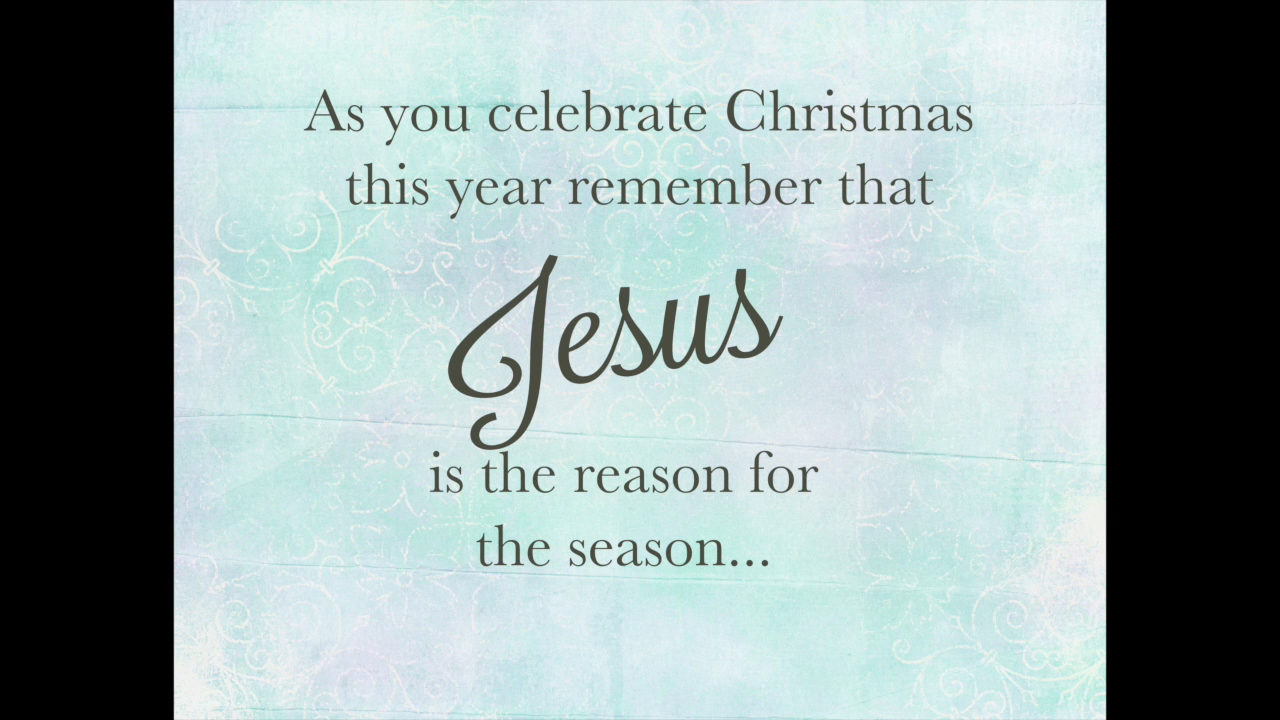 As you celebrate Christmas
this year remember that
Jesus
is the reason for
the season...